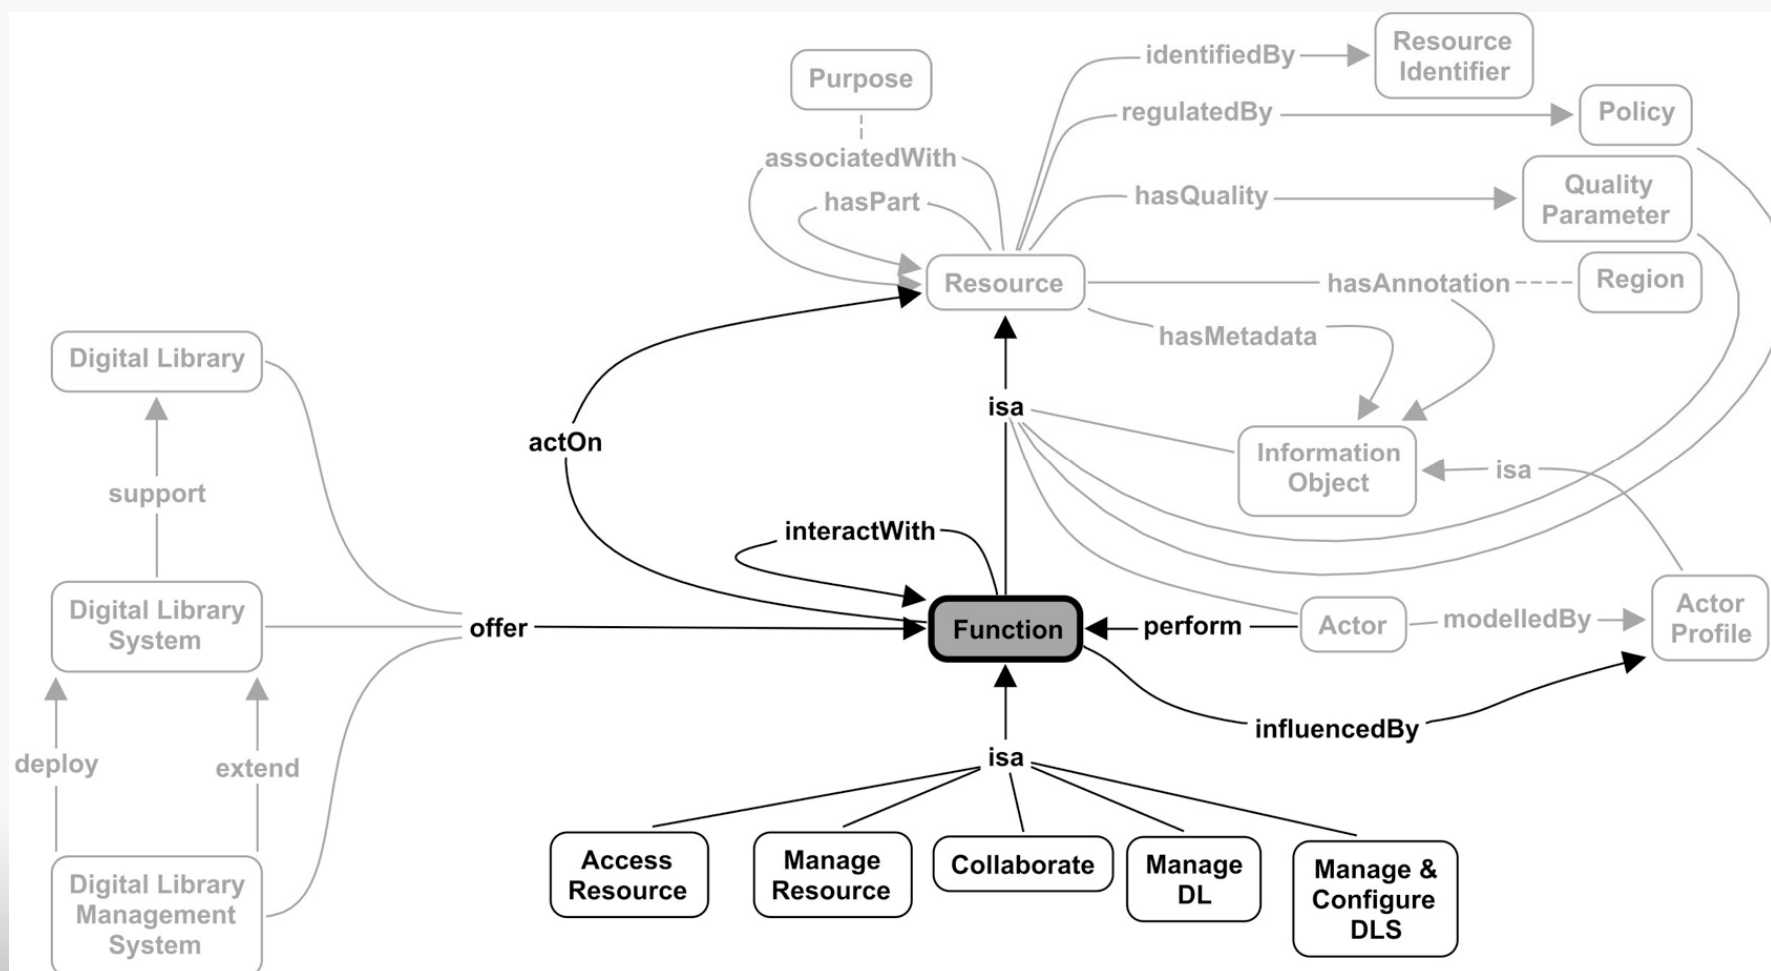 identifiedBy
Resource
Identifier
Purpose
regulatedBy
Policy
associatedWith
hasPart
hasQuality
Quality
Parameter
Resource
hasAnnotation
Region
hasMetadata
Digital Library
isa
actOn
Information
Object
isa
support
interactWith
Digital Library
System
offer
Function
perform
Actor
modelledBy
Actor
Profile
influencedBy
deploy
extend
isa
Access
Resource
Manage
Resource
Collaborate
Manage
DL
Manage &
Configure
DLS
Digital Library
Management
System